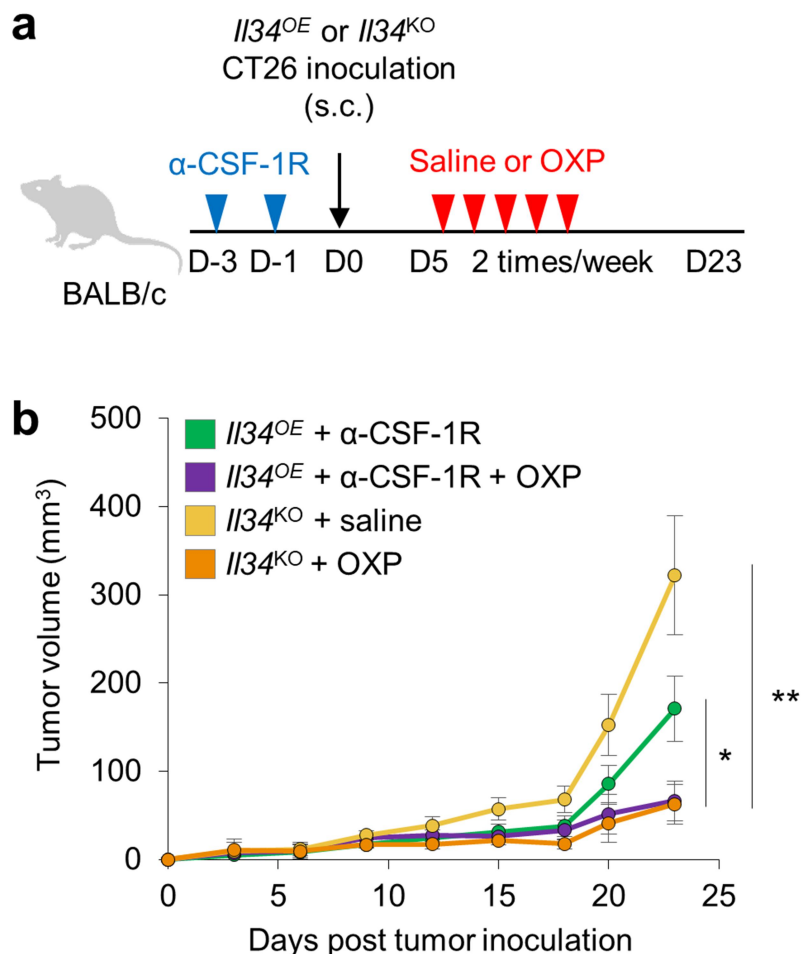 a
Il34OE or Il34KO
CT26 inoculation
(s.c.)
α-CSF-1R
Saline or OXP
D-3 D-1 D0 D5 2 times/week D23
BALB/c
b
500
400
300
200
100
0
Tumor volume (mm3)
Il34OE + α-CSF-1R
Il34OE + α-CSF-1R + OXP
Il34KO + saline
Il34KO + OXP
**
*
0 5 10 15 20 25
Days post tumor inoculation